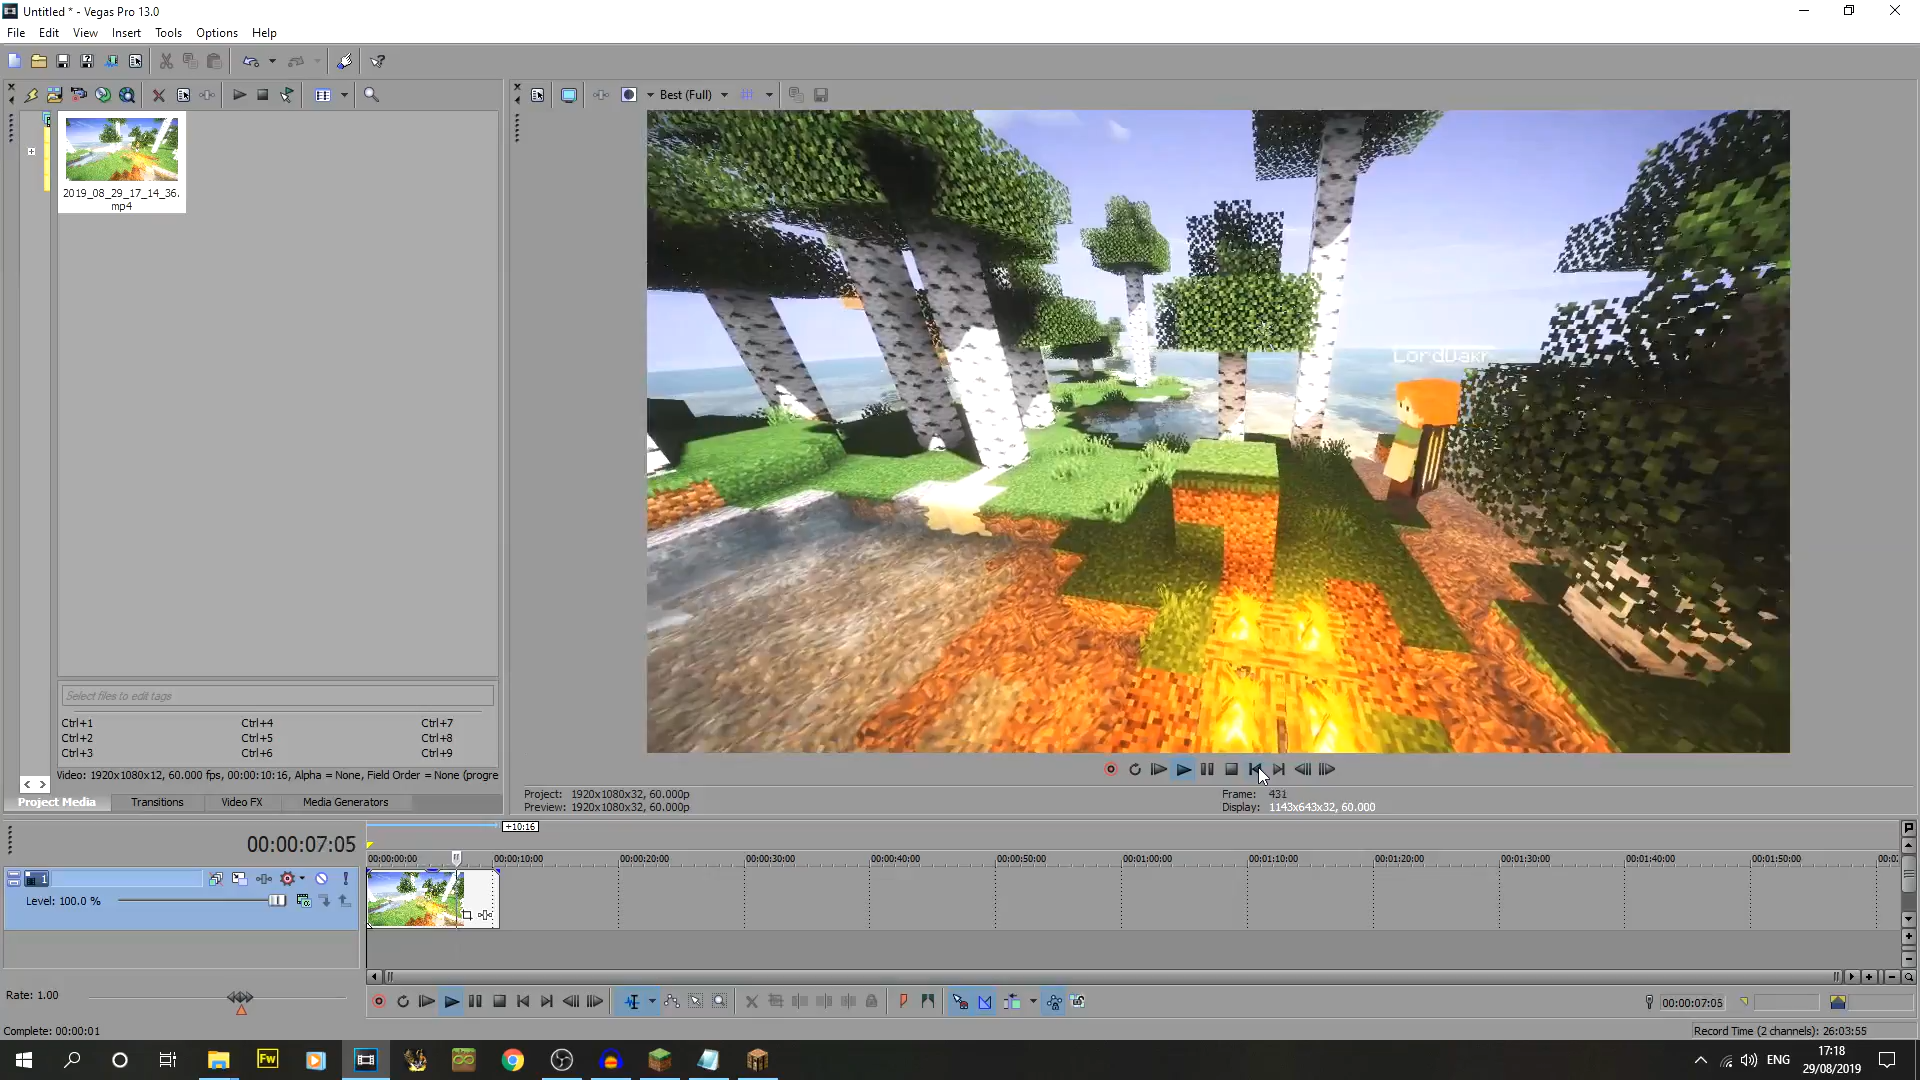 Untitled * - Vegas Pro 13.0
File Edit View Insert Tools Options Help
Best (Full)
2019_08_29_17_14_36.
mp4
LordDakr
Select files to edit tags
Ctrl+1 Ctrl+4 Ctrl+7
Ctrl+2 Ctrl+5 Ctrl+8
Ctrl+3 Ctrl+6 Ctrl+9
Video: 1920x1080x12, 60.000 fps, 00:00:10:16, Alpha = None, Field Order = None (progre
Project Media Transitions Video FX Media Generators
Project: 1920x1080x32, 60.000p
Preview: 1920x1080x32, 60.000p
Frame: 431
Display: 1143x643x32, 60.000
+10:16
00:00:07:05
00:00:00:00 00:00:10:00 00:00:20:00 00:00:30:00 00:00:40:00 00:00:50:00 00:01:00:00 00:01:10:00 00:01:20:00 00:01:30:00 00:01:40:00 00:01:50:00 00:0
1
Level: 100.0 %
Rate: 1.00
00:00:07:05
Complete: 00:00:01
Record Time (2 channels): 26:03:55
Fw
ENG
17:18
29/08/2019